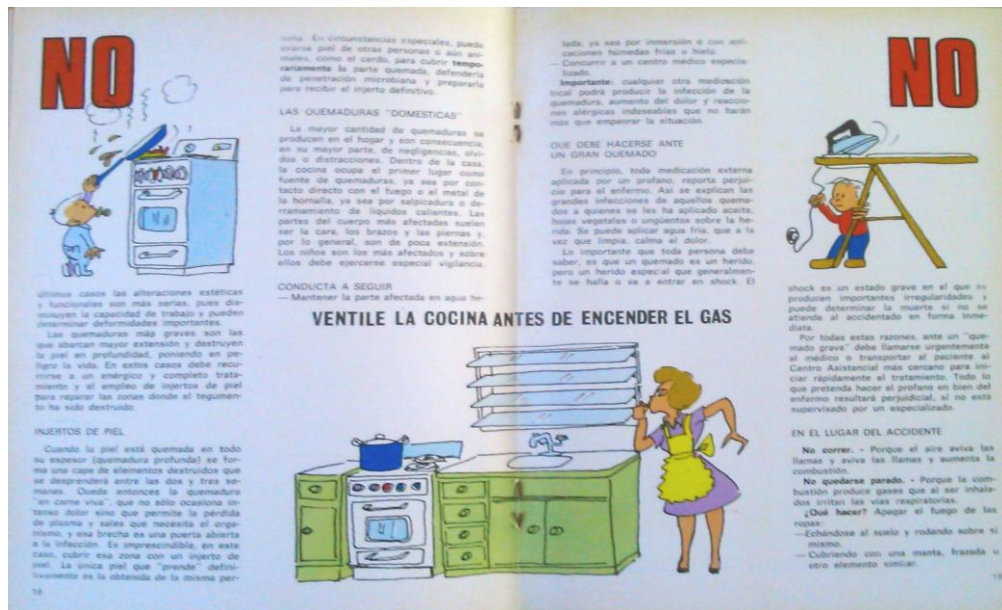 NO
últimos casos las alteraciones estéticas
y funcionales son más serias, pues dis-
minuyen la capacidad de trabajo y pueden
determinar deformidades importantes.
Las quemaduras más graves son las
que abarcan mayor extensión y destruyen
la piel en profundidad, poniendo en pe-
ligro la vida. En estos casos debe recu-
rrirse a un enérgico y completo trata-
miento y el empleo de injertos de piel
para reparar las zonas donde el tegumen-
to ha sido destruido.
INJERTOS DE PIEL
Cuando la piel está quemada en todo
su espesor (quemadura profunda) se for-
ma una capa de elementos destruidos que
se desprenderá entre las dos y tres se-
manas. Queda entonces la quemadura
"en carne viva", que no sólo ocasiona in-
tenso dolor sino que permite la pérdida
de plasma y sales que necesita el orga-
nismo, y esa brecha es una puerta abierta
a la infección. Es imprescindible, en este
caso, cubrir esa zona con un injerto de
piel. La única piel que "prende" defini-
tivamente es la obtenida de la misma per-
18
sona. En circunstancias especiales, puede
usarse piel de otras personas o aún ani-
males, como el cerdo, para cubrir tempo-
rariamente la parte quemada, defenderla
de penetración microbiana y prepararla
para recibir el injerto definitivo.
LAS QUEMADURAS "DOMESTICAS"
La mayor cantidad de quemaduras se
producen en el hogar y son consecuencia,
en su mayor parte, de negligencias, olvi-
dos o distracciones. Dentro de la casa,
la cocina ocupa el primer lugar como
fuente de quemaduras, ya sea por con-
tacto directo con el fuego o el metal de
la hornalla, ya sea por salpicadura o de-
rramamiento de líquidos calientes. Las
partes del cuerpo más afectadas suelen
ser la cara, los brazos y las piernas y,
por lo general, son de poca extensión.
Los niños son los más afectados y sobre
ellos debe ejercerse especial vigilancia.
CONDUCTA A SEGUIR
— Mantener la parte afectada en agua he-
VENTILE LA COCINA ANTES DE ENCENDER EL GAS
lada, ya sea por inmersión o con apli-
caciones húmedas frías o hielo.
— Concurrir a un centro médico especia-
lizado.
Importante: cualquier otra medicación
local podrá producir la infección de la
quemadura, aumento del dolor y reaccio-
nes alérgicas indeseables que no harán
más que empeorar la situación.
QUE DEBE HACERSE ANTE
UN GRAN QUEMADO
En principio, toda medicación externa
aplicada por un profano, reporta perjui-
cio para el enfermo. Así se explican las
grandes infecciones de aquellos quema-
dos a quienes se les ha aplicado aceite,
hojas vegetales o ungüentos sobre la he-
rida. Se puede aplicar agua fría, que a la
vez que limpia, calma el dolor.
Lo importante que toda persona debe
saber, es que un quemado es un herido,
pero un herido especial que generalmen-
te se halla o va a entrar en shock. El
NO
shock es un estado grave en el que se
producen importantes irregularidades y
puede determinar la muerte si no se
atiende al accidentado en forma inme-
diata.
Por todas estas razones, ante un "que-
mado grave" debe llamarse urgentemente
al médico o transportar al paciente al
Centro Asistencial más cercano para ini-
ciar rápidamente el tratamiento. Todo lo
que pretenda hacer el profano en bien del
enfermo resultará perjudicial, si no está
supervisado por un especializado.
EN EL LUGAR DEL ACCIDENTE
No correr. - Porque el aire aviva las
llamas y aviva las llamas y aumenta la
combustión.
No quedarse parado. - Porque la com-
bustión produce gases que al ser inhala-
dos irritan las vías respiratorias.
¿Qué hacer? Apagar el fuego de las
ropas:
—Echándose al suelo y rodando sobre sí
mismo.
— Cubriendo con una manta, frazada u
otro elemento similar.